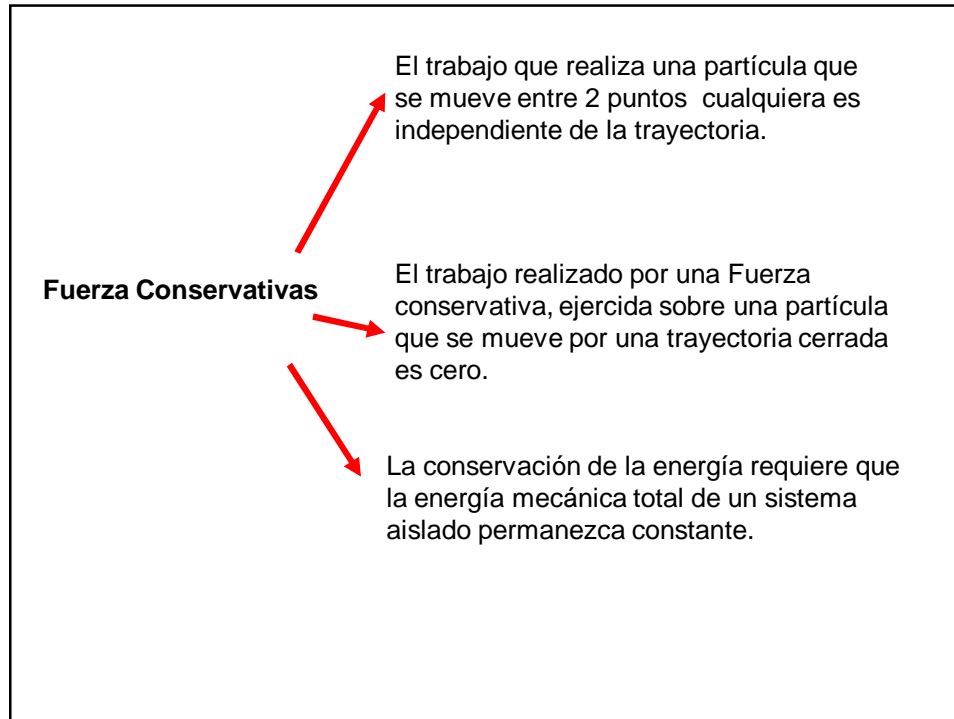 El trabajo que realiza una partícula que
se mueve entre 2 puntos cualquiera es
independiente de la trayectoria.
Fuerza Conservativas
El trabajo realizado por una Fuerza
conservativa, ejercida sobre una partícula
que se mueve por una trayectoria cerrada
es cero.
La conservación de la energía requiere que
la energía mecánica total de un sistema
aislado permanezca constante.